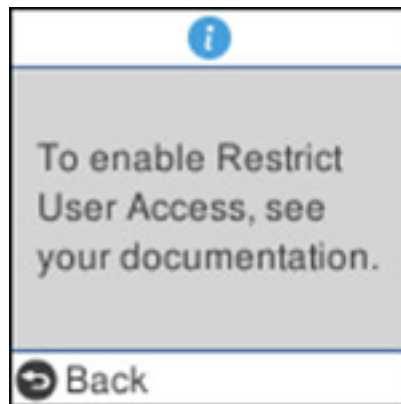 i
To enable Restrict
User Access, see
your documentation.
Back